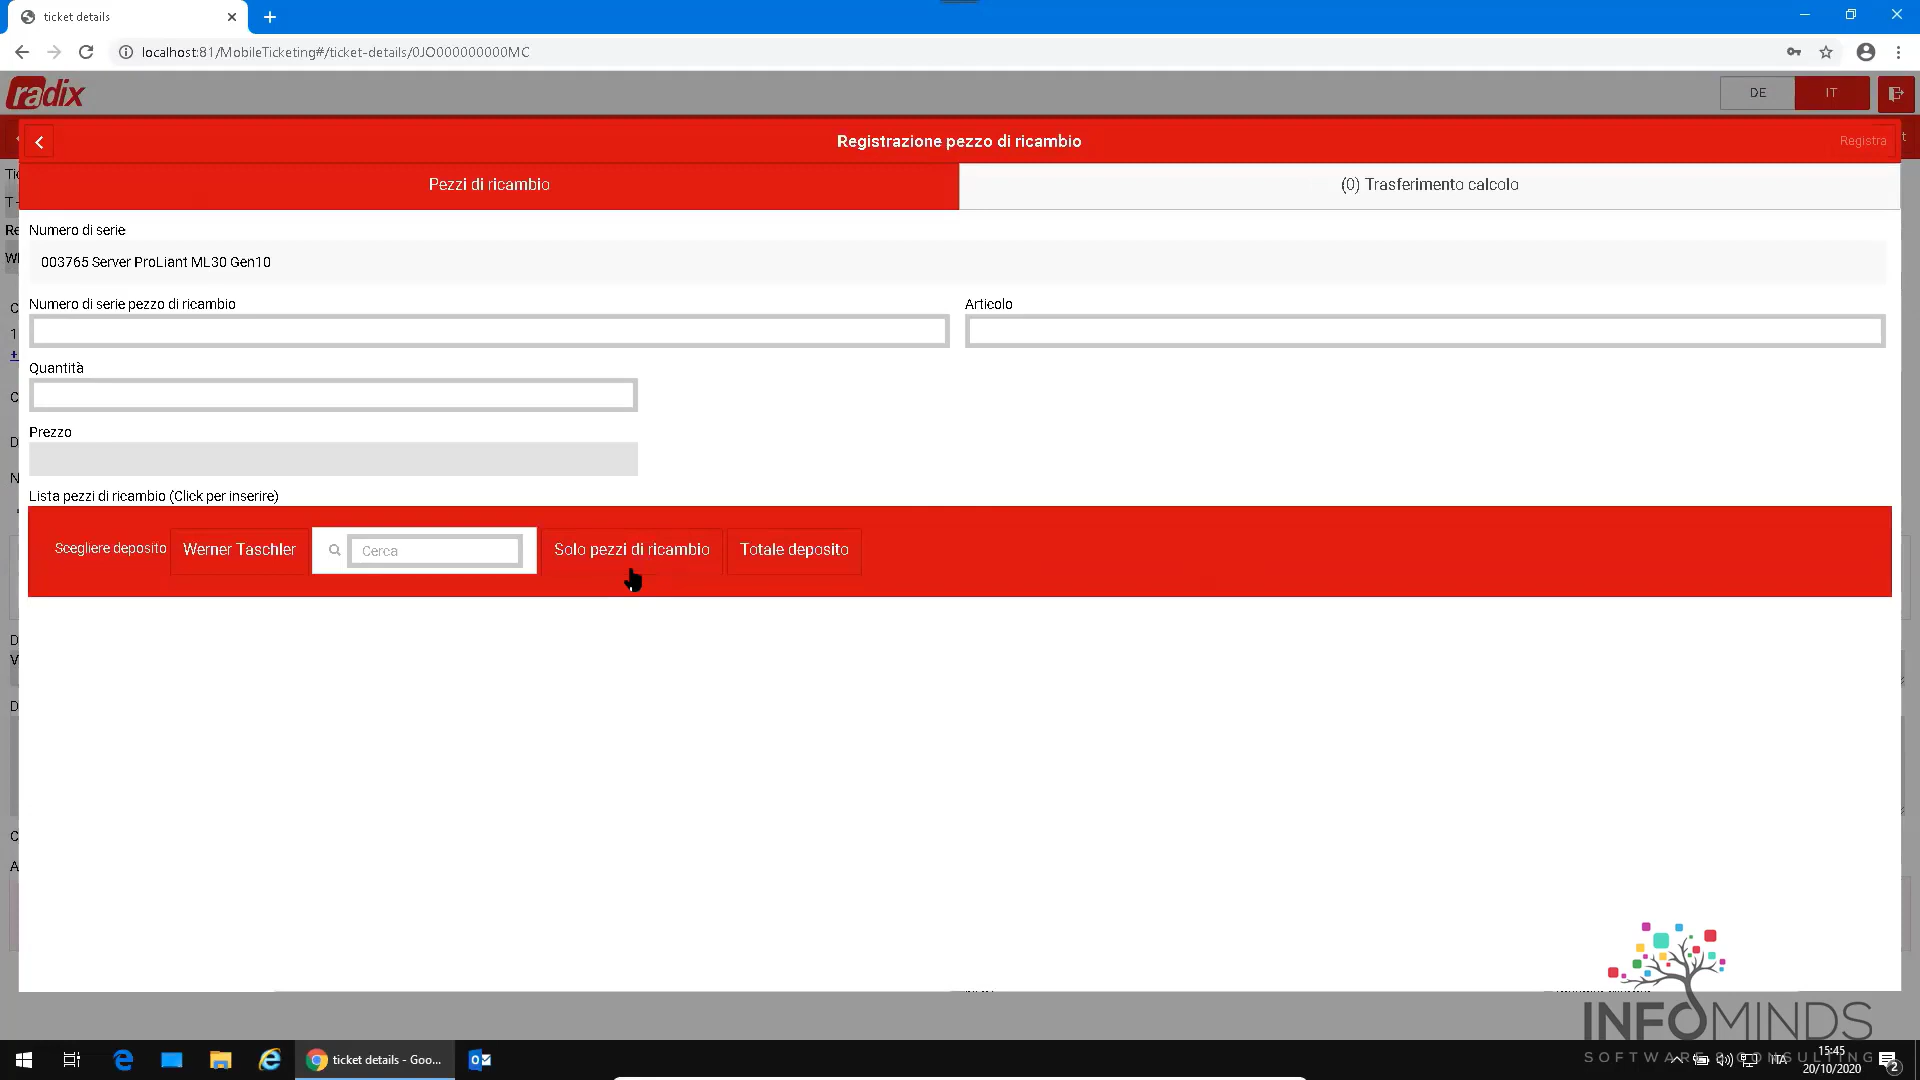 ticket details
localhost:81/MobileTicketing#/ticket-details/0JO000000000MC
radix
DE
IT
Registrazione pezzo di ricambio
Registra
Pezzi di ricambio
(0) Trasferimento calcolo
Numero di serie
003765 Server ProLiant ML30 Gen10
Numero di serie pezzo di ricambio
Articolo
Quantità
Prezzo
Lista pezzi di ricambio (Click per inserire)
Scegliere deposito
Werner Taschler
Cerca
Solo pezzi di ricambio
Totale deposito
INFOMINDS
SOFTWARE & CONSULTING
ticket details - Goo...
ITA
15:45
20/10/2020
2